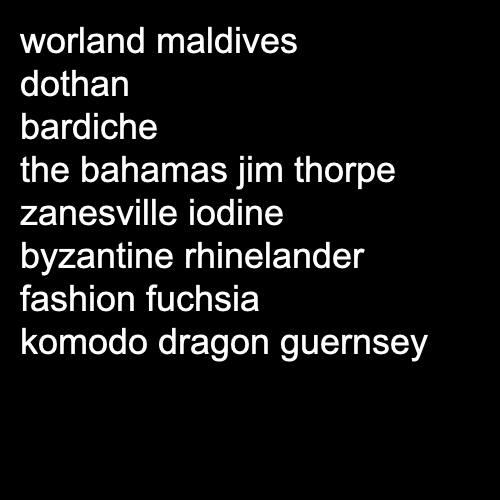 worland maldives
dothan
bardiche
the bahamas jim thorpe
zanesville iodine
byzantine rhinelander
fashion fuchsia
komodo dragon guernsey